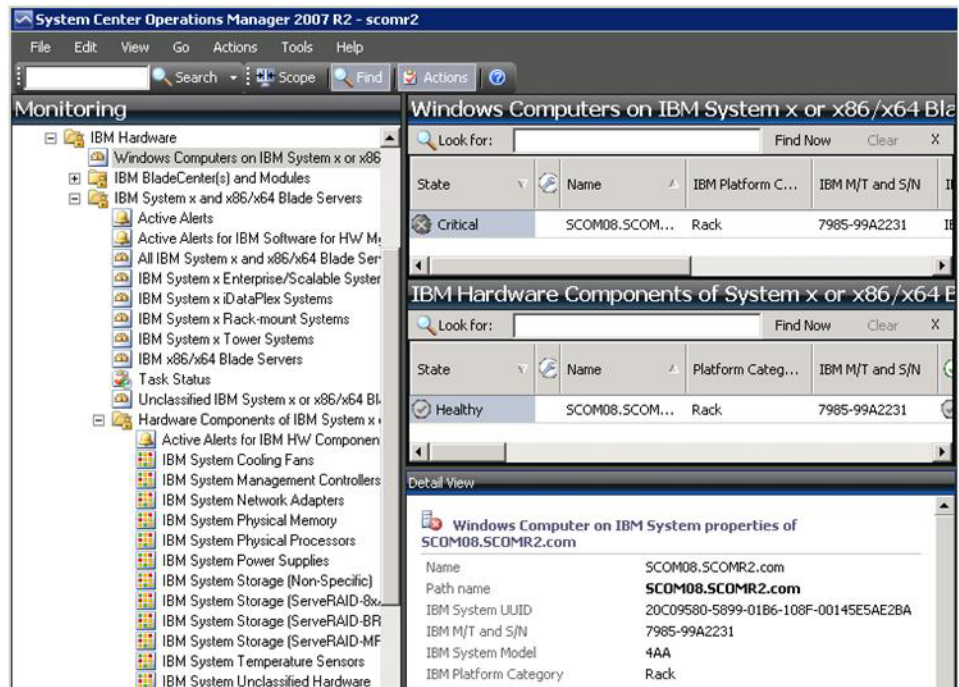 System Center Operations Manager 2007 R2 - scomr2
File Edit View Go Actions Tools Help
Search Scope Find Actions
Monitoring
IBM Hardware
Windows Computers on IBM System x or x86
IBM BladeCenter(s) and Modules
IBM System x and x86/x64 Blade Servers
Active Alerts
Active Alerts for IBM Software for HW
All IBM System x and x86/x64 Blade Ser
IBM System x Enterprise/Scalable System
IBM System x iDataPlex Systems
IBM System x Rack-mount Systems
IBM System x Tower Systems
IBM x86/x64 Blade Servers
Task Status
Unclassified IBM System x or x86/x64 Bl
Hardware Components of IBM System x
Active Alerts for IBM HW Componen
IBM System Cooling Fans
IBM System Management Controllers
IBM System Network Adapters
IBM System Physical Memory
IBM System Physical Processors
IBM System Power Supplies
IBM System Storage (Non-Specific)
IBM System Storage (ServeRAID-8x
IBM System Storage (ServeRAID-BR
IBM System Storage (ServeRAID-MR
IBM System Temperature Sensors
IBM System Unclassified Hardware
Windows Computers on IBM System x or x86/x64 Bla
Look for: Find Now Clear X
State Name IBM Platform C... IBM M/T and S/N
Critical SCOM08.SCOM... Rack 7985-99A2231
IBM Hardware Components of System x or x86/x64 B
Look for: Find Now Clear X
State Name Platform Categ... IBM M/T and S/N
Healthy SCOM08.SCOM... Rack 7985-99A2231
Detail View
Windows Computer on IBM System properties of
SCOM08.SCOMR2.com
Name SCOM08.SCOMR2.com
Path name SCOM08.SCOMR2.com
IBM System UUID 20C09580-5899-01B6-108F-00145E5AE2BA
IBM M/T and S/N 7985-99A2231
IBM System Model 4AA
IBM Platform Category Rack